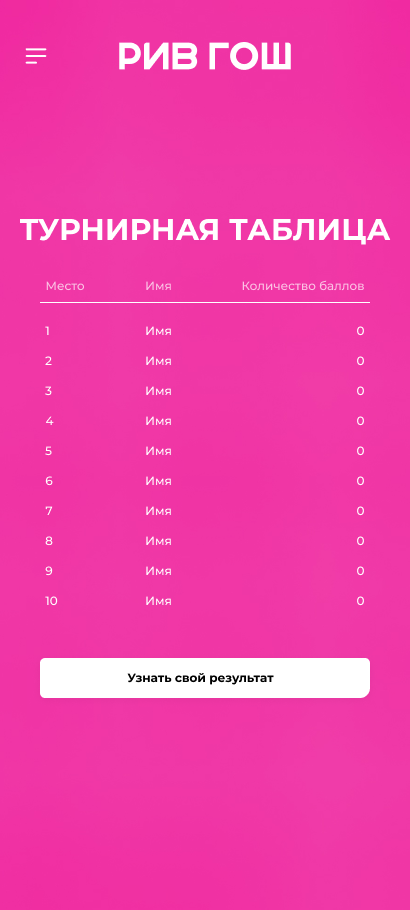 РИВ ГОШ
ТУРНИРНАЯ ТАБЛИЦА
Место Имя Количество баллов
1 Имя 0
2 Имя 0
3 Имя 0
4 Имя 0
5 Имя 0
6 Имя 0
7 Имя 0
8 Имя 0
9 Имя 0
10 Имя 0
Узнать свой результат